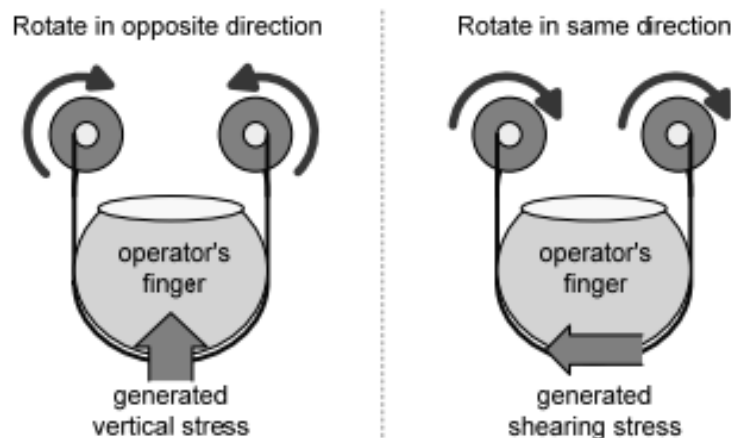 Rotate in opposite direction
operator's
finger
generated
vertical stress
Rotate in same direction
operator's
finger
generated
shearing stress